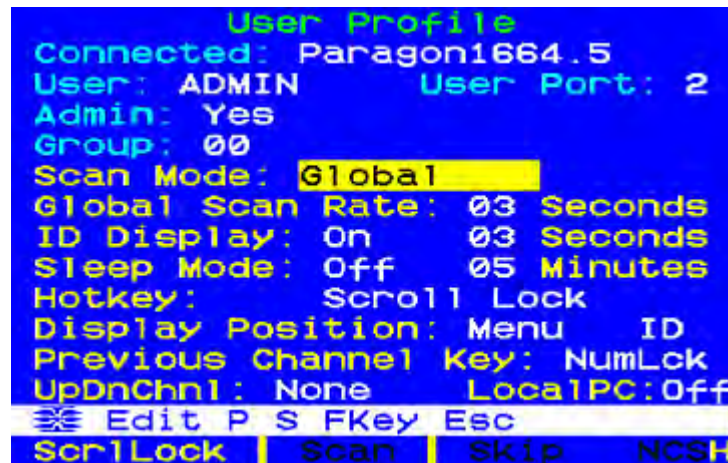 User Profile
Connected: Paragon1664.5
User: ADMIN User Port: 2
Admin: Yes
Group: 00
Scan Mode: Global
Global Scan Rate: 03 Seconds
ID Display: On 03 Seconds
Sleep Mode: Off 05 Minutes
Hotkey: Scroll Lock
Display Position: Menu ID
Previous Channel Key: NumLck
UpDnChnl: None LocalPC:Off
Edit P S FKey Esc
ScrlLock Scan Skip NCSH